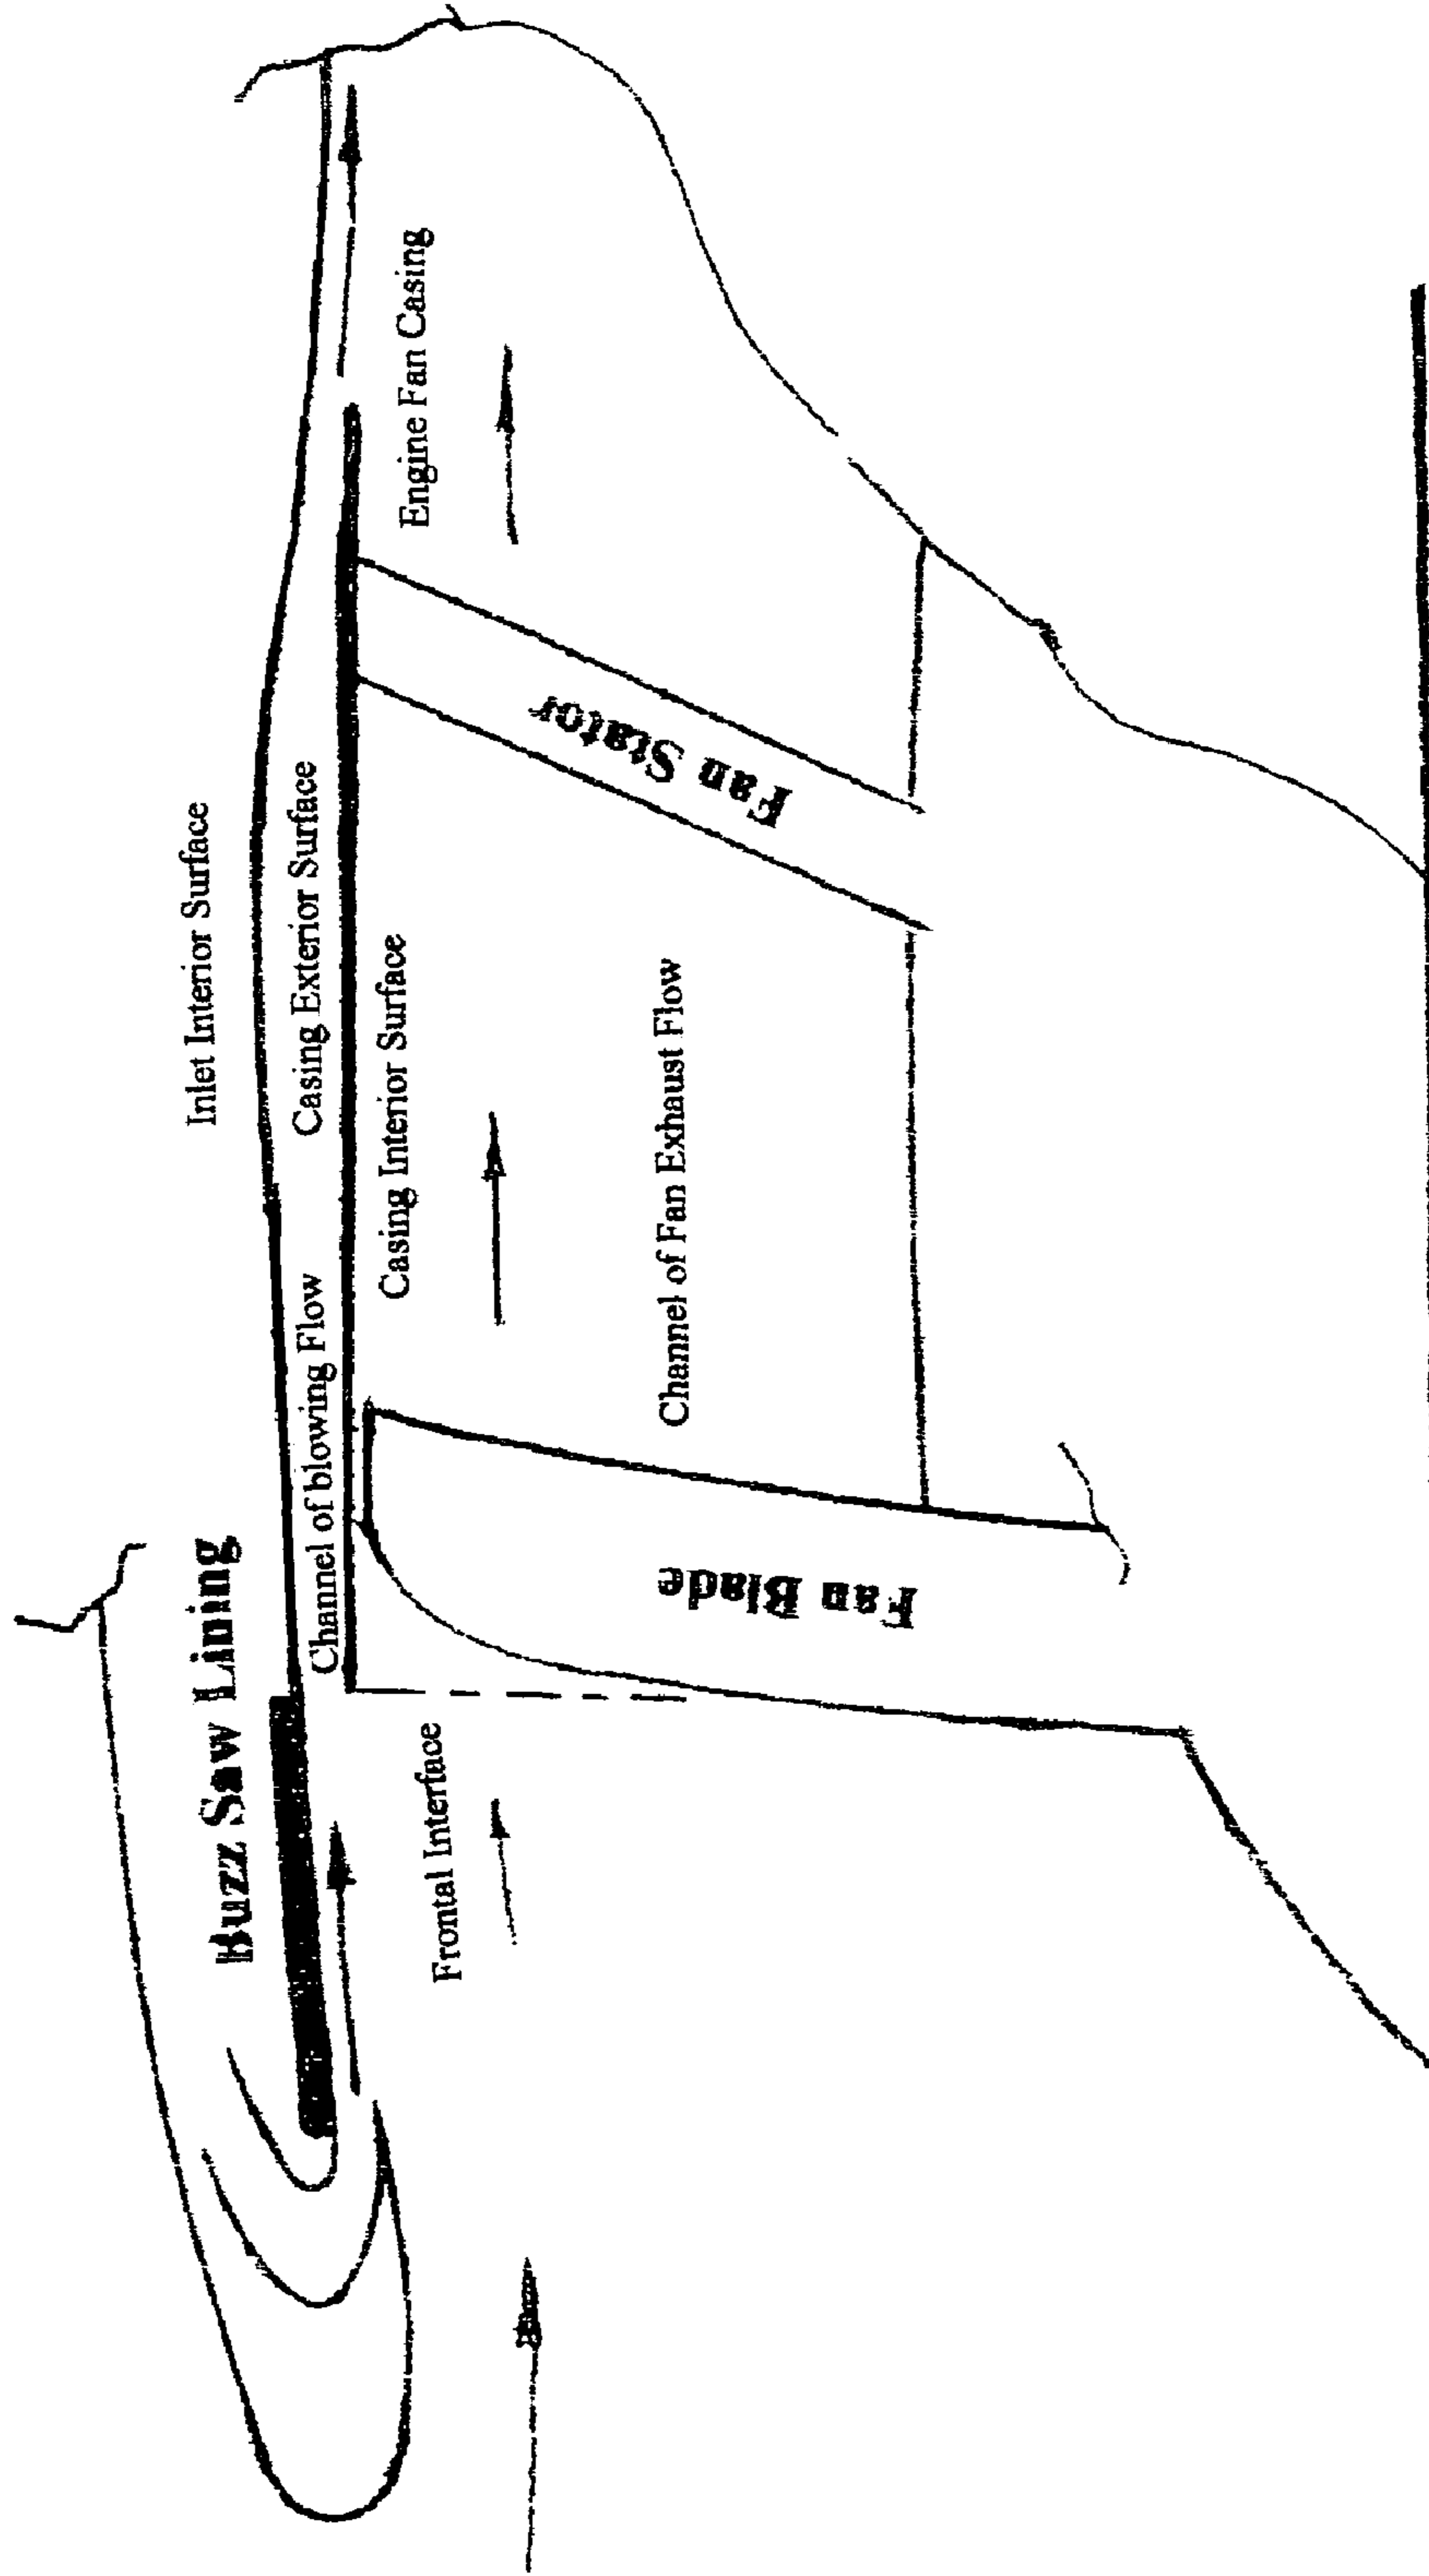 Buzz Saw Lining
Inlet Interior Surface
Channel of blowing Flow
Casing Exterior Surface
Frontal Interface
Casing Interior Surface
Engine Fan Casing
Fan Blade
Channel of Fan Exhaust Flow
Fan Stator